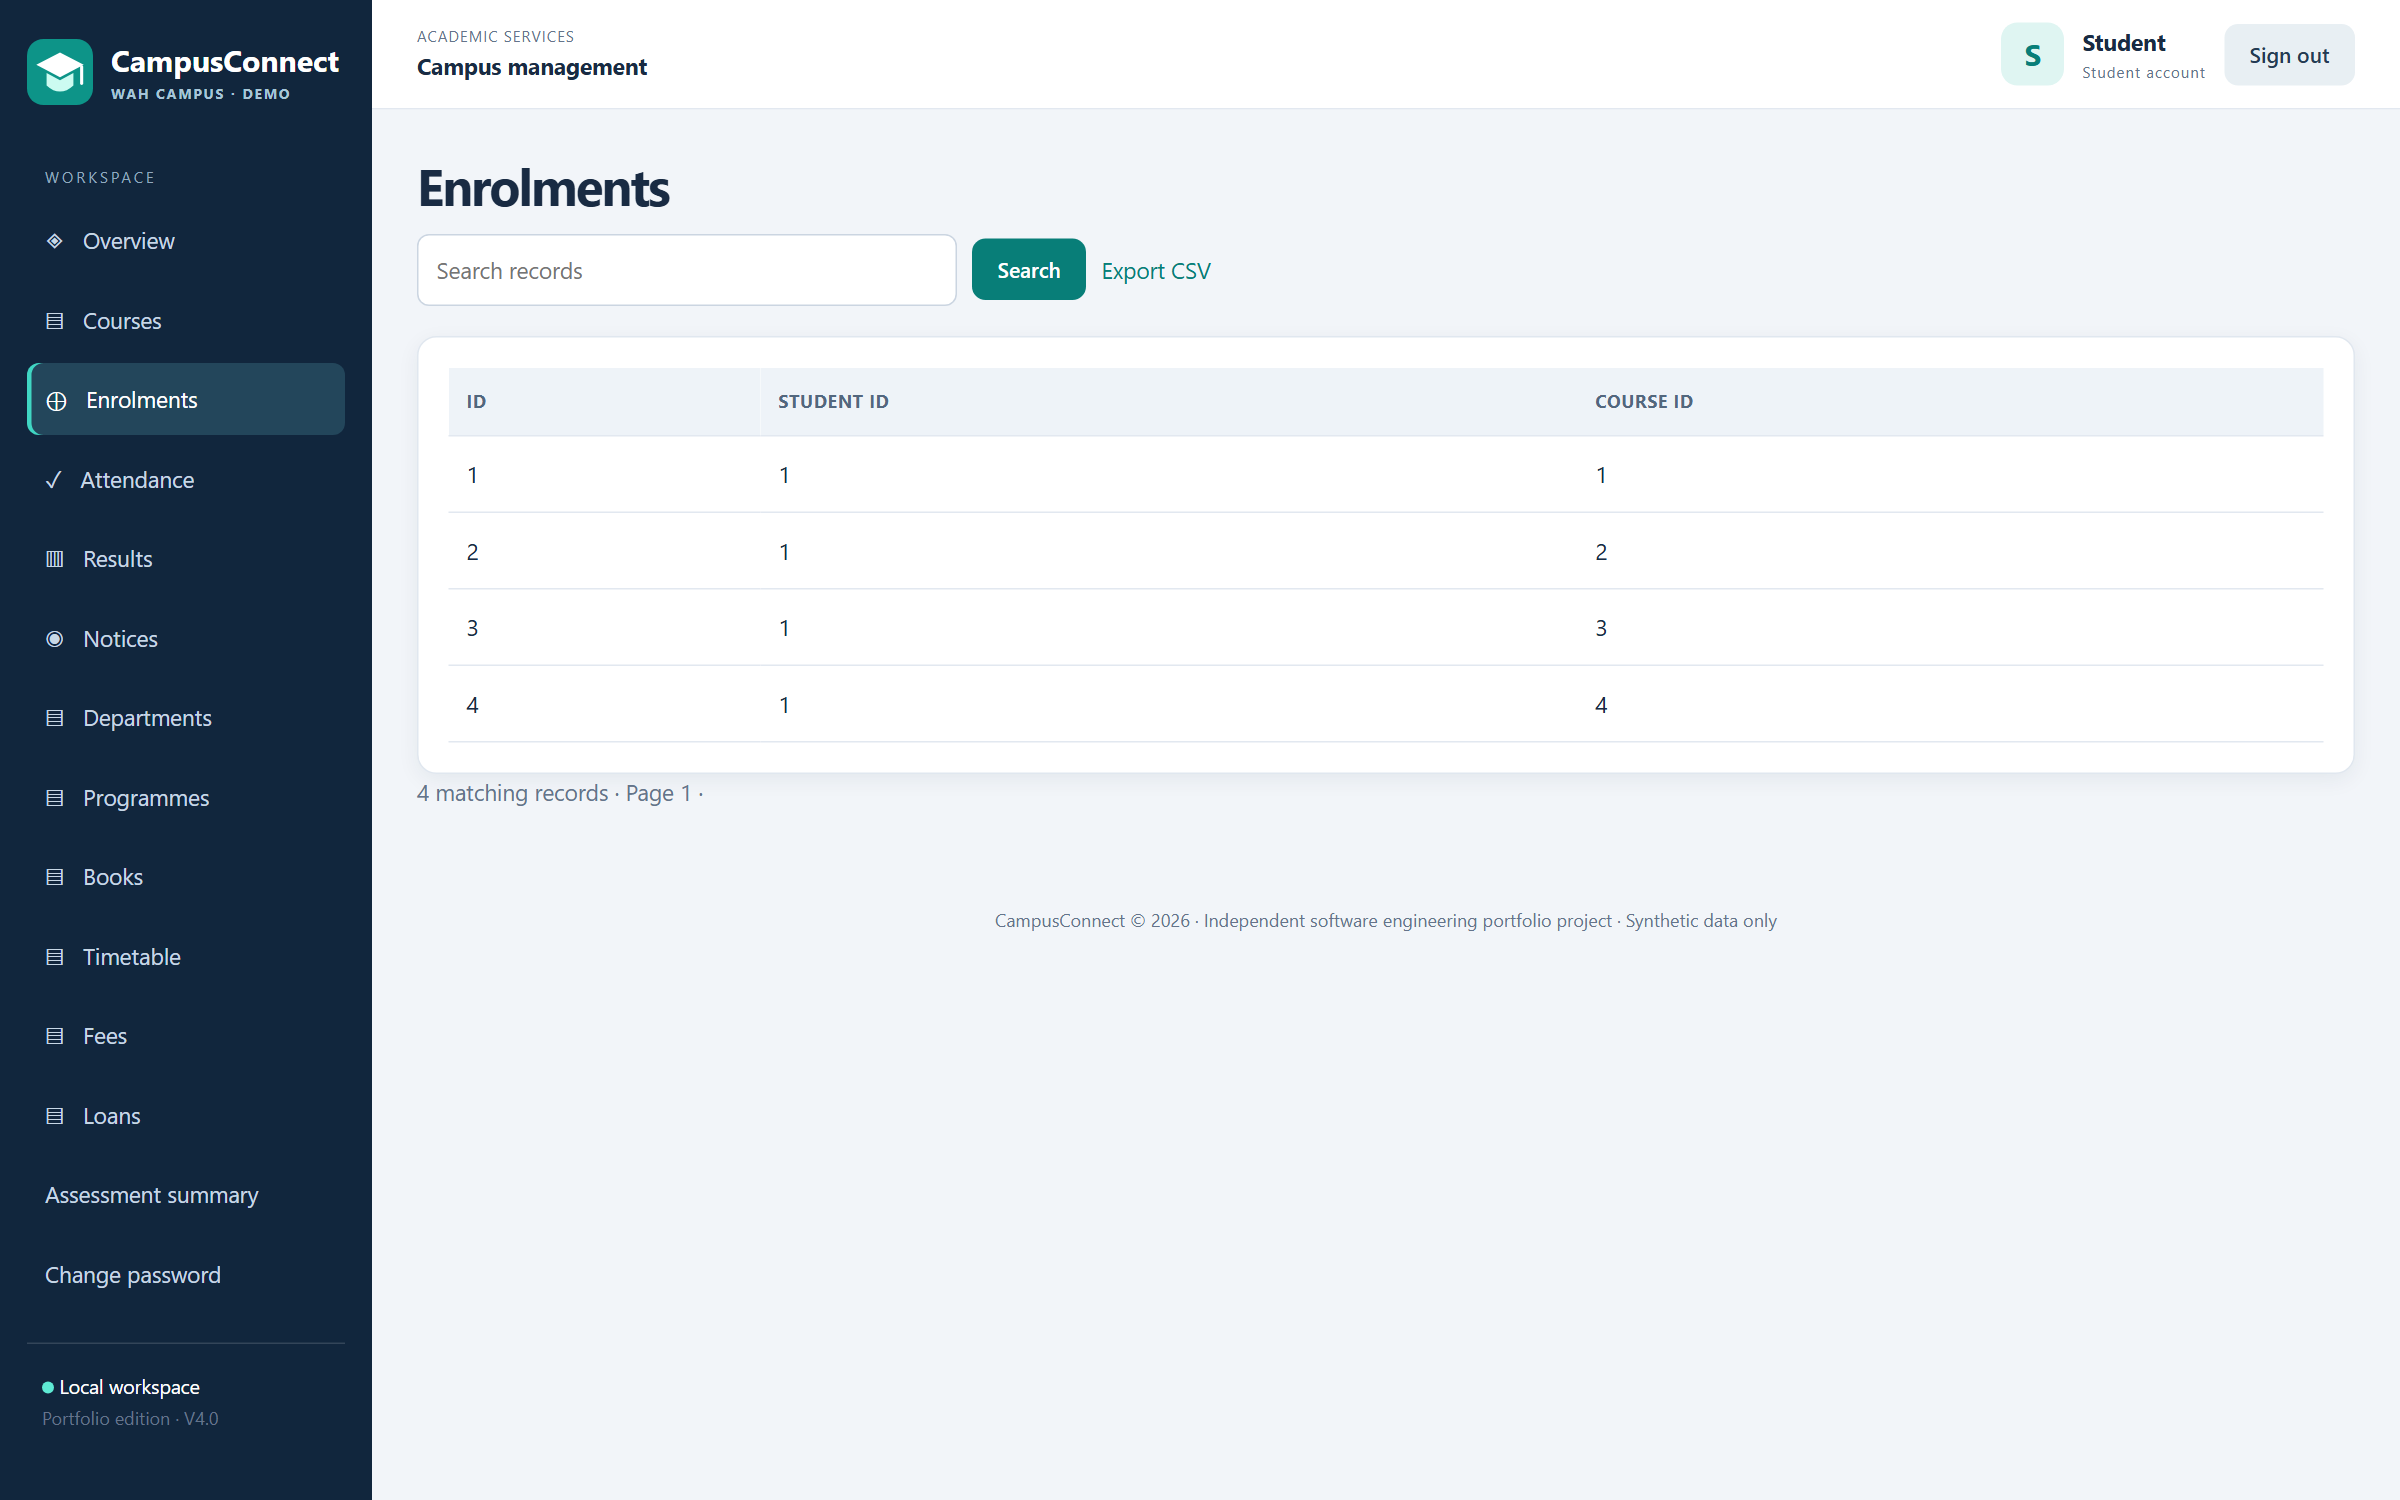 CampusConnect
WAH CAMPUS · DEMO
WORKSPACE
Overview
Courses
Enrolments
Attendance
Results
Notices
Departments
Programmes
Books
Timetable
Fees
Loans
Assessment summary
Change password
Local workspace
Portfolio edition · V4.0
ACADEMIC SERVICES
Campus management
S
Student
Student account
Sign out
Enrolments
Search records
Search
Export CSV
ID STUDENT ID COURSE ID
1 1 1
2 1 2
3 1 3
4 1 4
4 matching records · Page 1 ·
CampusConnect © 2026 · Independent software engineering portfolio project · Synthetic data only